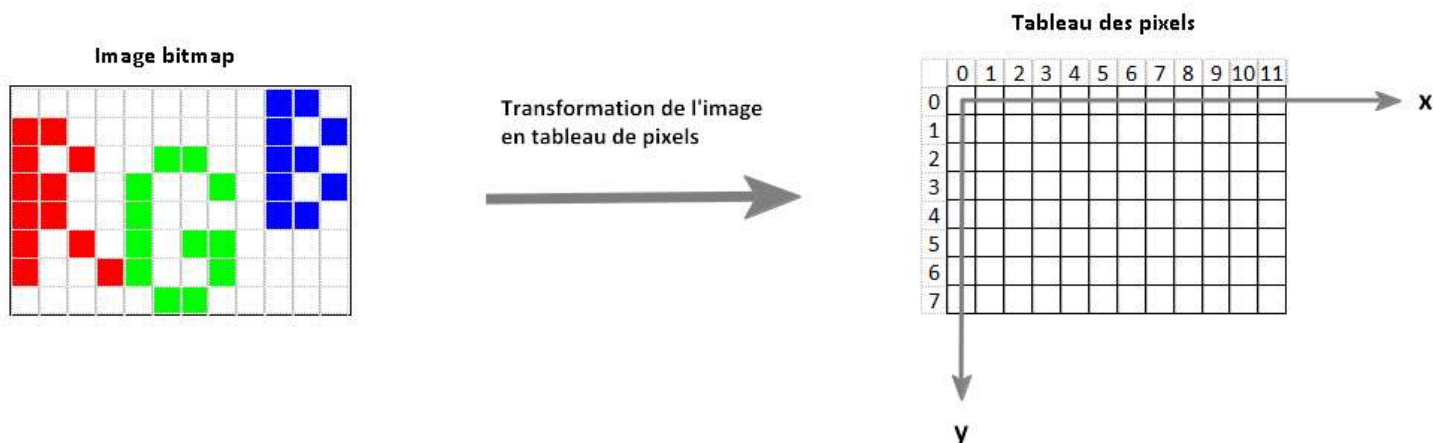 Image bitmap
Transformation de l'image
en tableau de pixels
Tableau des pixels
0 1 2 3 4 5 6 7 8 9 10 11
0
1
2
3
4
5
6
7
x
y